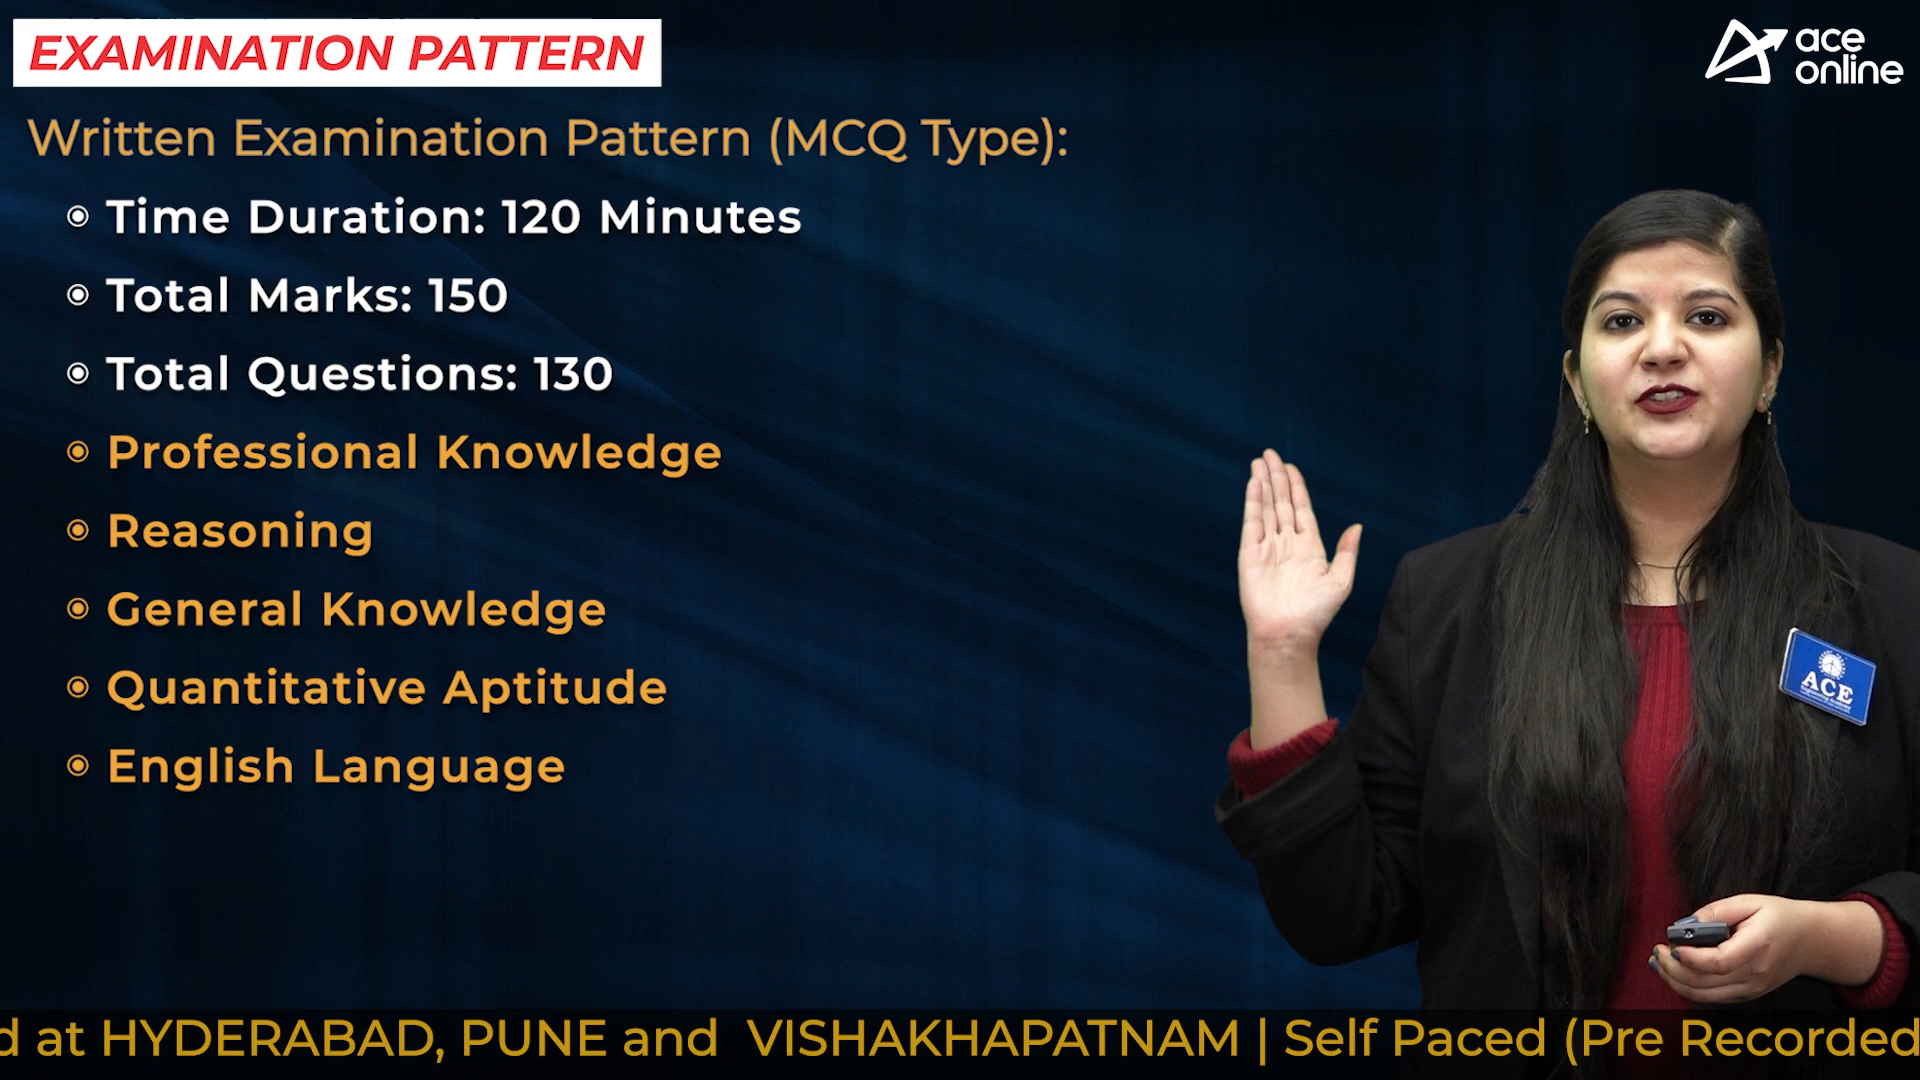 EXAMINATION PATTERN
ace
online
Written Examination Pattern (MCQ Type):
Time Duration: 120 Minutes
Total Marks: 150
Total Questions: 130
Professional Knowledge
Reasoning
General Knowledge
Quantitative Aptitude
English Language
ACE
d at HYDERABAD, PUNE and VISHAKHAPATNAM | Self Paced (Pre Recorded